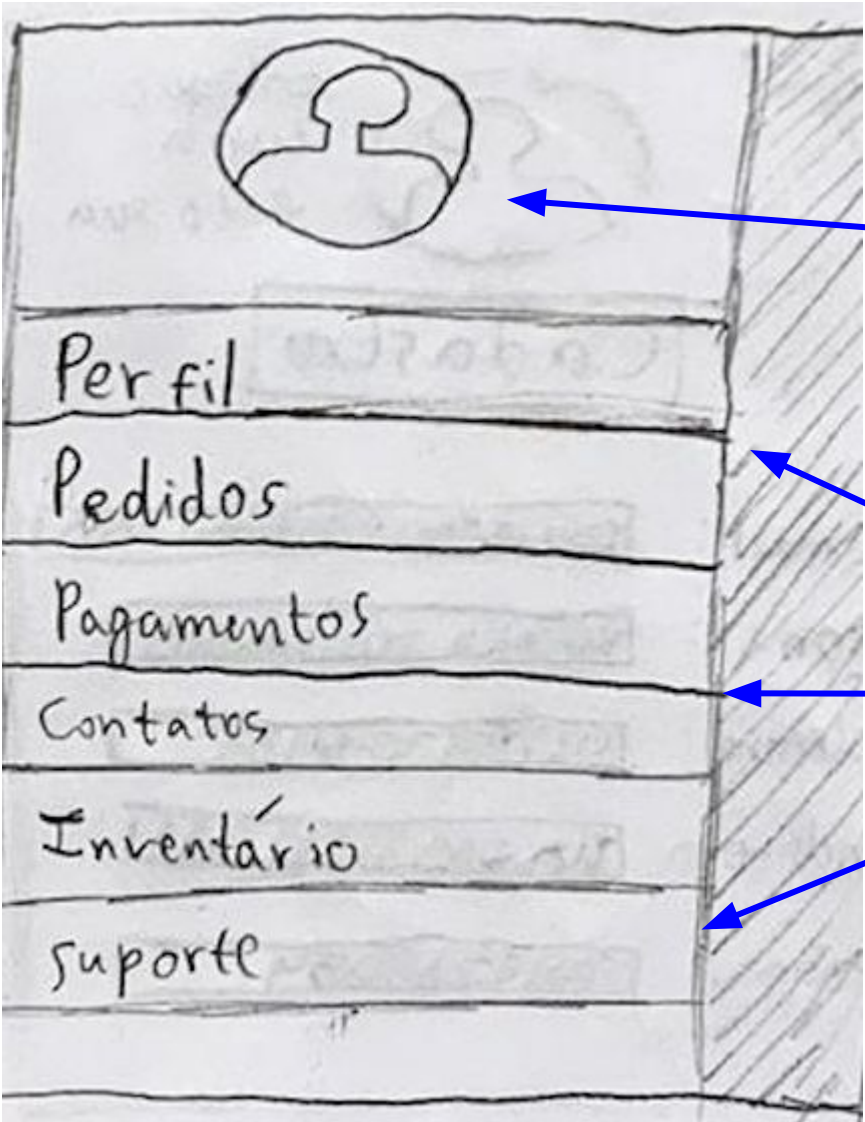 Perfil
Pedidos
Pagamentos
Contatos
Inventário
suporte